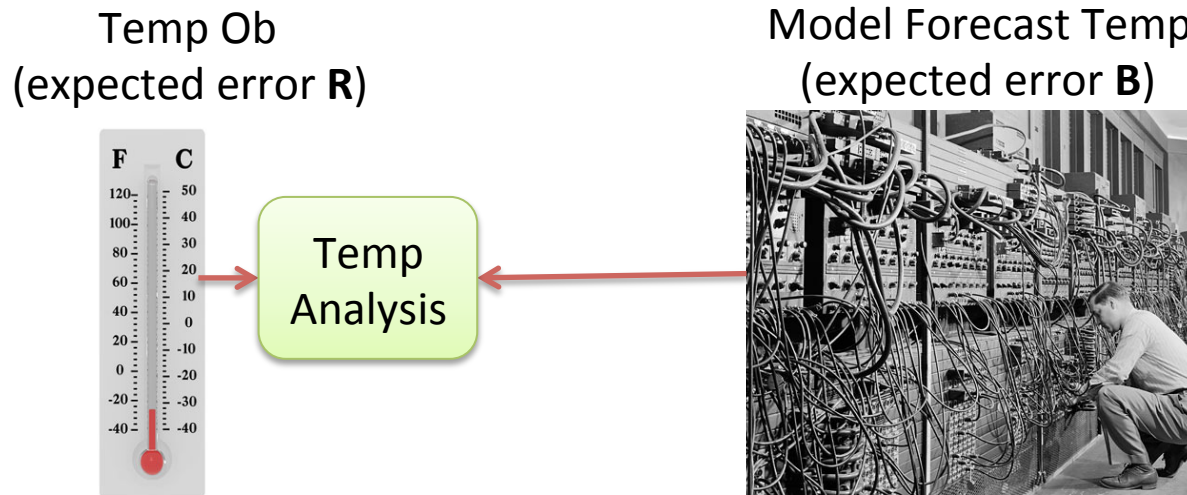 Temp Ob
(expected error R)
Model Forecast Temp
(expected error B)
F C
120 50
100 40
80 30
60 20
40 10
20 0
0 -10
-20 -20
-40 -30
-40
Temp
Analysis